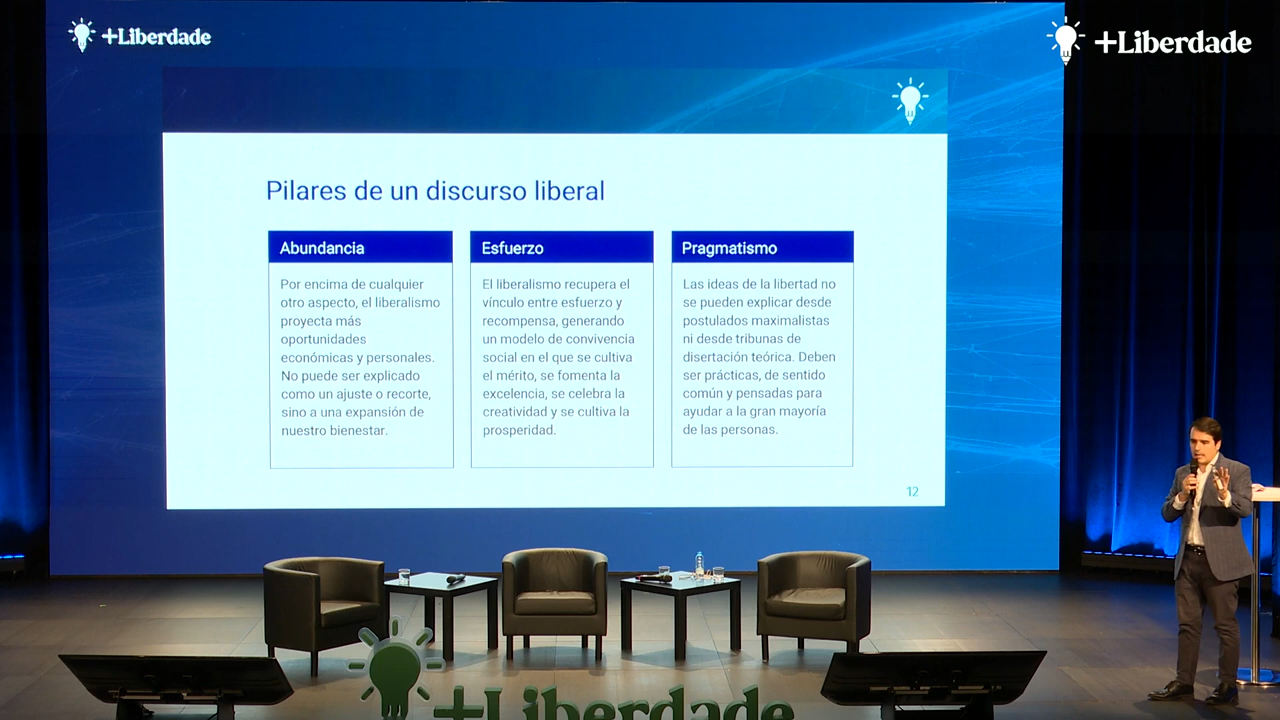 +Liberdade
+Liberdade
Pilares de un discurso liberal
Abundancia
Por encima de cualquier
otro aspecto, el liberalismo
proyecta más
oportunidades
económicas y personales.
No puede ser explicado
como un ajuste o recorte,
sino a una expansión de
nuestro bienestar.
Esfuerzo
El liberalismo recupera el
vínculo entre esfuerzo y
recompensa, generando
un modelo de convivencia
social en el que se cultiva
el mérito, se fomenta la
excelencia, se celebra la
creatividad y se cultiva la
prosperidad.
Pragmatismo
Las ideas de la libertad no
se pueden explicar desde
postulados maximalistas
ni desde tribunas de
disertación teórica. Deben
ser prácticas, de sentido
común y pensadas para
ayudar a la gran mayoría
de las personas.
12
+Liberdade